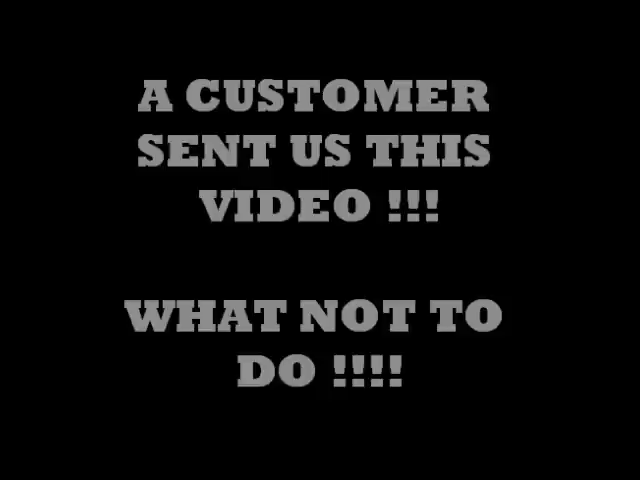 A CUSTOMER
SENT US THIS
VIDEO !!!
WHAT NOT TO
DO !!!!